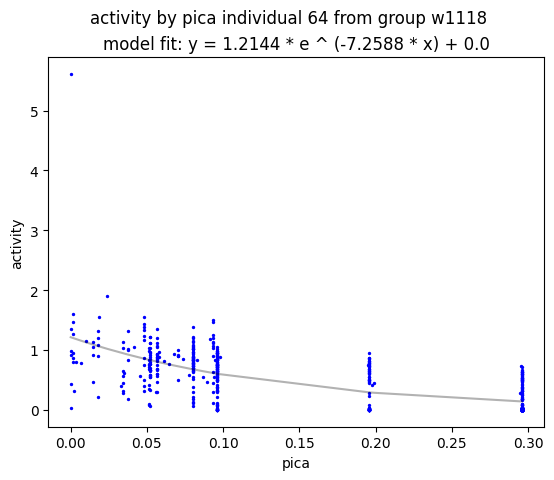 activity by pica individual 64 from group w1118
model fit: y = 1.2144 * e ^ (-7.2588 * x) + 0.0
5
4
3
2
1
0
activity
0.00 0.05 0.10 0.15 0.20 0.25 0.30
pica